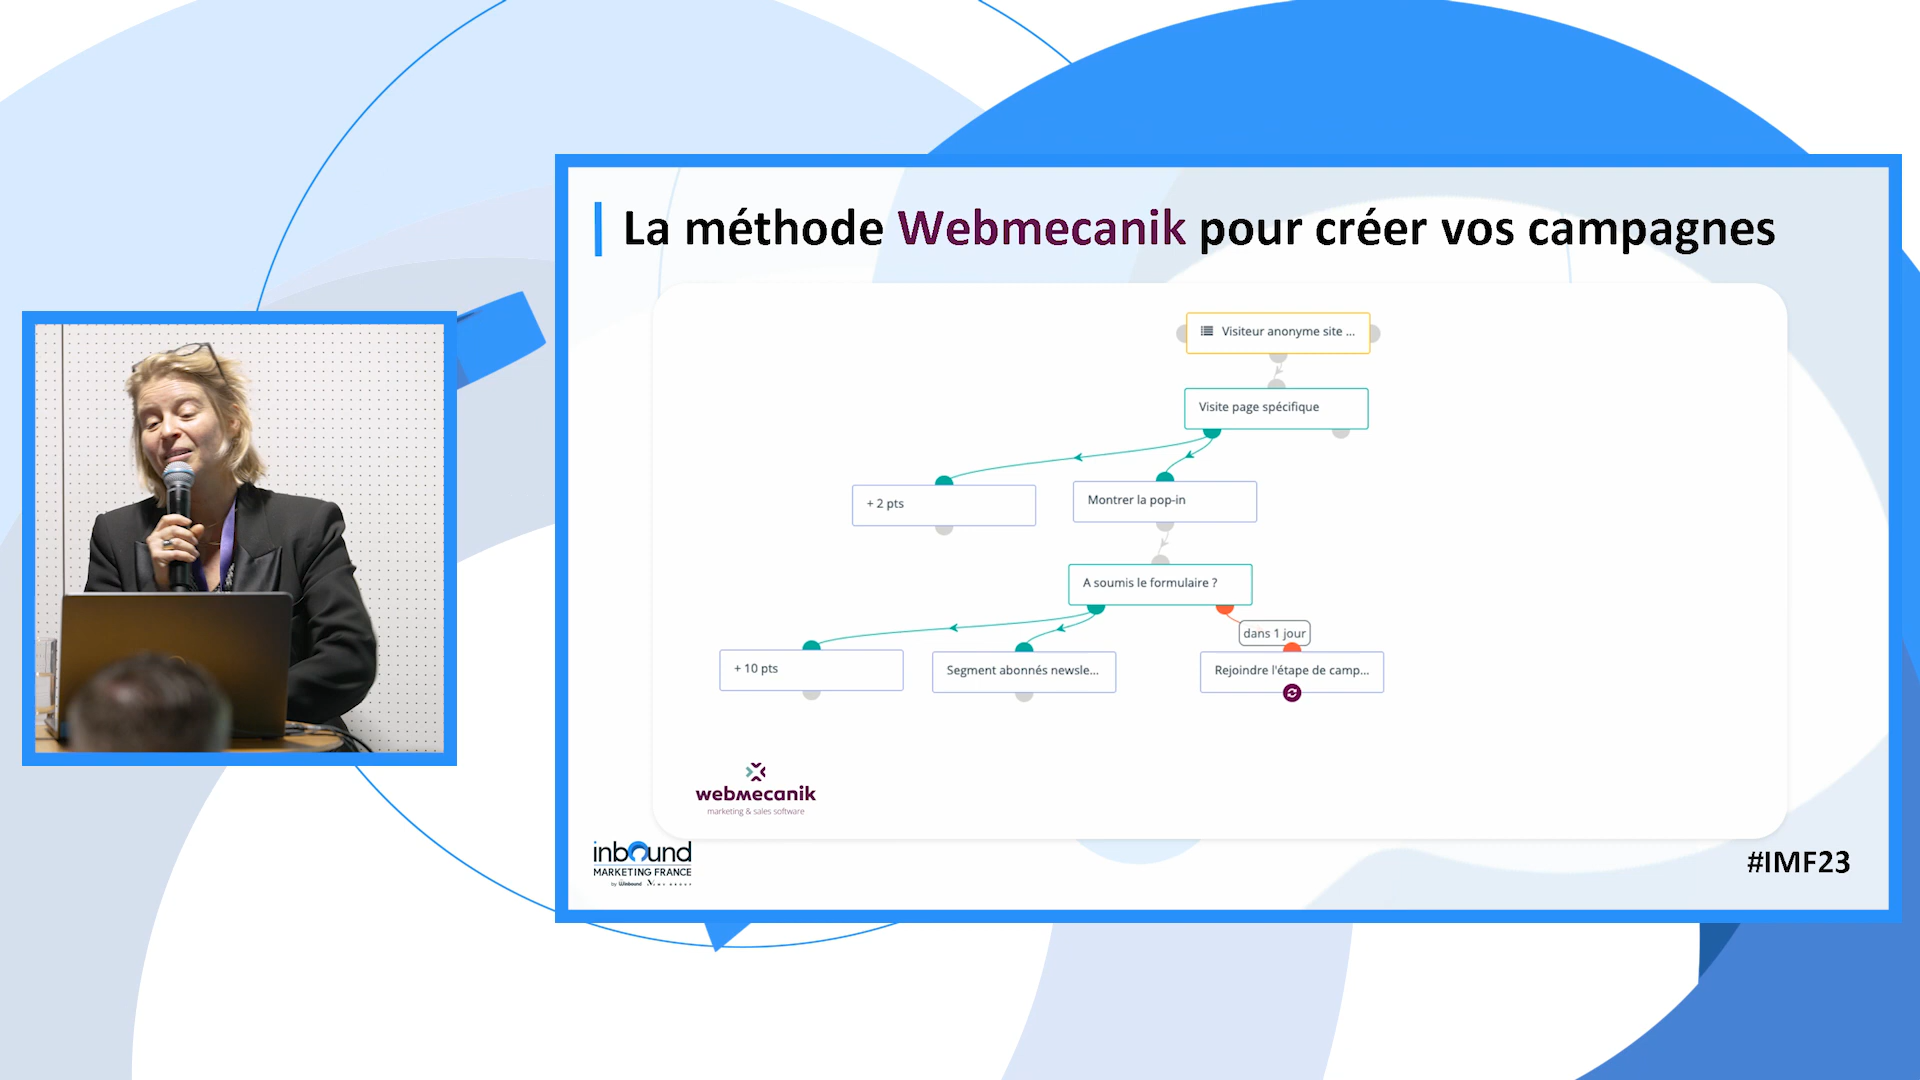 La méthode Webmecanik pour créer vos campagnes
Visiteur anonyme site ...
Visite page spécifique
+ 2 pts
Montrer la pop-in
A soumis le formulaire ?
dans 1 jour
+ 10 pts
Segment abonnés newsle...
Rejoindre l'étape de camp...
webmecanik
marketing & sales software
inbound
MARKETING FRANCE
by Winbound
#IMF23